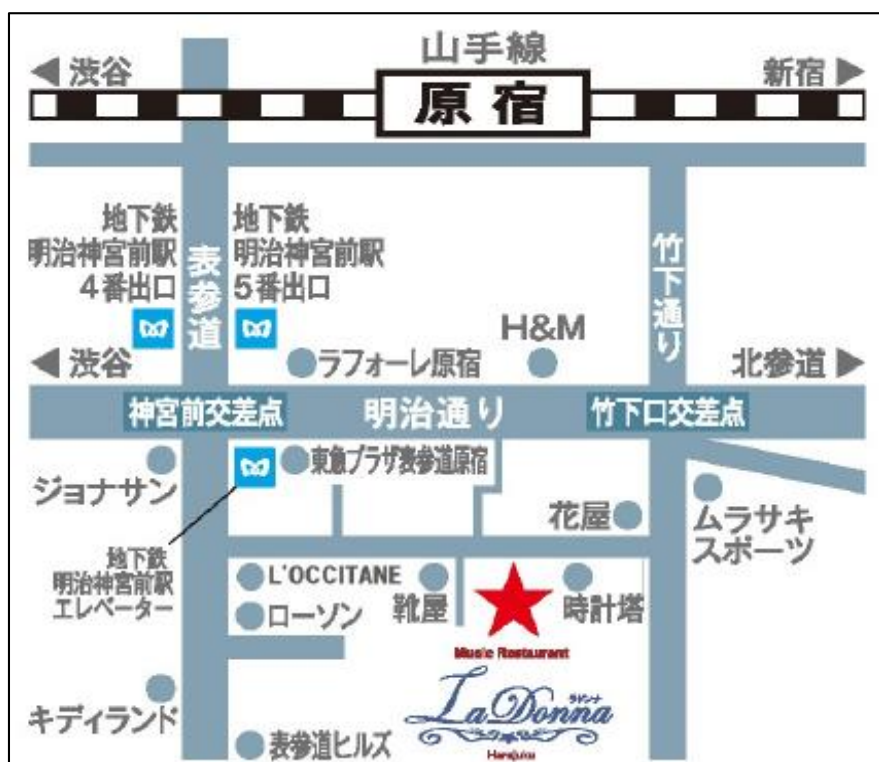 山手線
◀渋谷
原宿
新宿▶
地下鉄
明治神宮前駅
4番出口
表参道
地下鉄
明治神宮前駅
5番出口
竹下通り
H&M
◀渋谷
ラフォーレ原宿
北参道▶
神宮前交差点
明治通り
竹下口交差点
ジョナサン
東急プラザ表参道原宿
花屋
ムラサキ
スポーツ
地下鉄
明治神宮前駅
エレベーター
L'OCCITANE
ローソン
靴屋
時計塔
Music Restaurant
ラドンナ
La Donna
Harajuku
キディランド
表参道ヒルズ